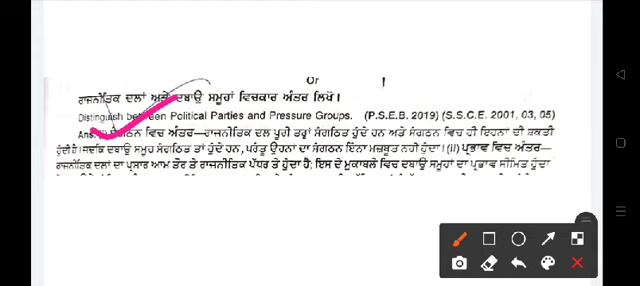 Or
ਰਾਜਨੀਤਿਕ ਦਲਾਂ ਅਤੇ ਦਬਾਉ ਸਮੂਹਾਂ ਵਿਚਕਾਰ ਅੰਤਰ ਲਿਖੋ।
Distinguish between Political Parties and Pressure Groups. (P.S.E.B. 2019) (S.S.C.E. 2001, 03, 05)
Ans. (i) ਸੰਗਠਨ ਵਿਚ ਅੰਤਰ—ਰਾਜਨੀਤਿਕ ਦਲ ਪੂਰੀ ਤਰ੍ਹਾਂ ਸੰਗਠਿਤ ਹੁੰਦੇ ਹਨ ਅਤੇ ਸੰਗਠਨ ਵਿਚ ਹੀ ਇਹਨਾਂ ਦੀ ਸ਼ਕਤੀ
ਹੁੰਦੀ ਹੈ। ਜਦਕਿ ਦਬਾਉ ਸਮੂਹ ਸੰਗਠਿਤ ਤਾਂ ਹੁੰਦੇ ਹਨ, ਪਰੰਤੂ ਉਹਨਾਂ ਦਾ ਸੰਗਠਨ ਇੰਨਾ ਮਜ਼ਬੂਤ ਨਹੀਂ ਹੁੰਦਾ। (ii) ਪ੍ਰਭਾਵ ਵਿਚ ਅੰਤਰ—
ਰਾਜਨੀਤਿਕ ਦਲਾਂ ਦਾ ਪ੍ਰਸਾਰ ਆਮ ਤੌਰ ਤੇ ਰਾਜਨੀਤਿਕ ਪੱਧਰ ਤੇ ਹੁੰਦਾ ਹੈ; ਇਸ ਦੇ ਮੁਕਾਬਲੇ ਵਿਚ ਦਬਾਉ ਸਮੂਹਾਂ ਦਾ ਪ੍ਰਭਾਵ ਸੀਮਿਤ ਹੁੰਦਾ